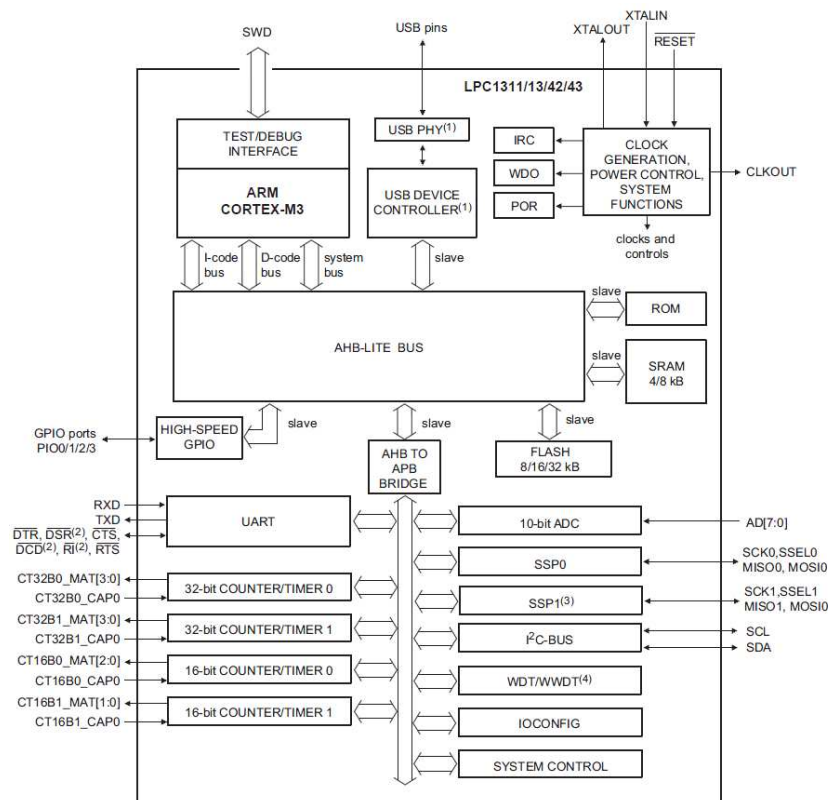 SWD
USB pins
XTALIN
XTALOUT
RESET
LPC1311/13/42/43
TEST/DEBUG
INTERFACE
ARM
CORTEX-M3
USB PHY(1)
USB DEVICE
CONTROLLER(1)
IRC
WDO
POR
CLOCK
GENERATION,
POWER CONTROL,
SYSTEM
FUNCTIONS
CLKOUT
clocks and
controls
I-code
bus
D-code
bus
system
bus
slave
AHB-LITE BUS
slave
ROM
slave
SRAM
4/8 kB
GPIO ports
PIO0/1/2/3
HIGH-SPEED
GPIO
slave
slave
slave
AHB TO
APB
BRIDGE
FLASH
8/16/32 kB
RXD
TXD
DTR, DSR(2), CTS,
DCD(2), RI(2), RTS
UART
10-bit ADC
AD[7:0]
SSP0
SCK0,SSEL0
MISO0, MOSI0
CT32B0_MAT[3:0]
CT32B0_CAP0
32-bit COUNTER/TIMER 0
SSP1(3)
SCK1,SSEL1
MISO1, MOSI0
CT32B1_MAT[3:0]
CT32B1_CAP0
32-bit COUNTER/TIMER 1
I2C-BUS
SCL
SDA
CT16B0_MAT[2:0]
CT16B0_CAP0
16-bit COUNTER/TIMER 0
WDT/WWDT(4)
CT16B1_MAT[1:0]
CT16B1_CAP0
16-bit COUNTER/TIMER 1
IOCONFIG
SYSTEM CONTROL